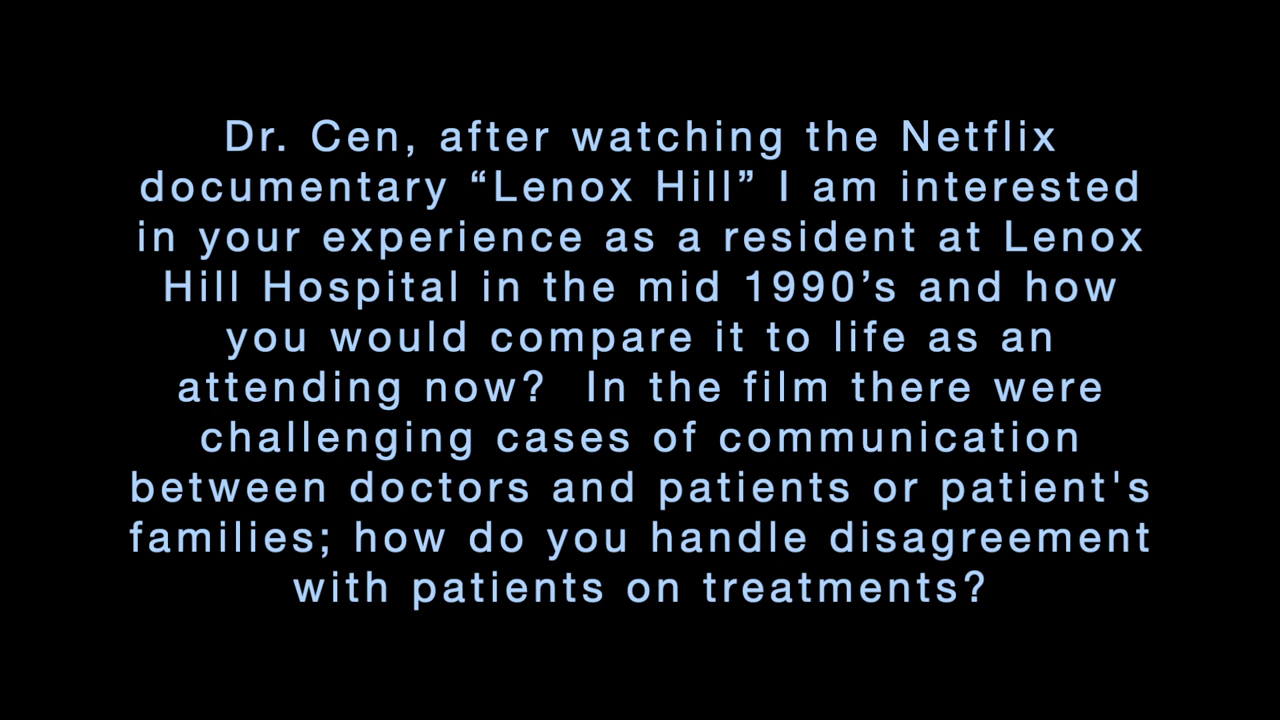 Dr. Cen, after watching the Netflix
documentary “Lenox Hill” I am interested
in your experience as a resident at Lenox
Hill Hospital in the mid 1990’s and how
you would compare it to life as an
attending now?  In the film there were
challenging cases of communication
between doctors and patients or patient's
families; how do you handle disagreement
with patients on treatments?